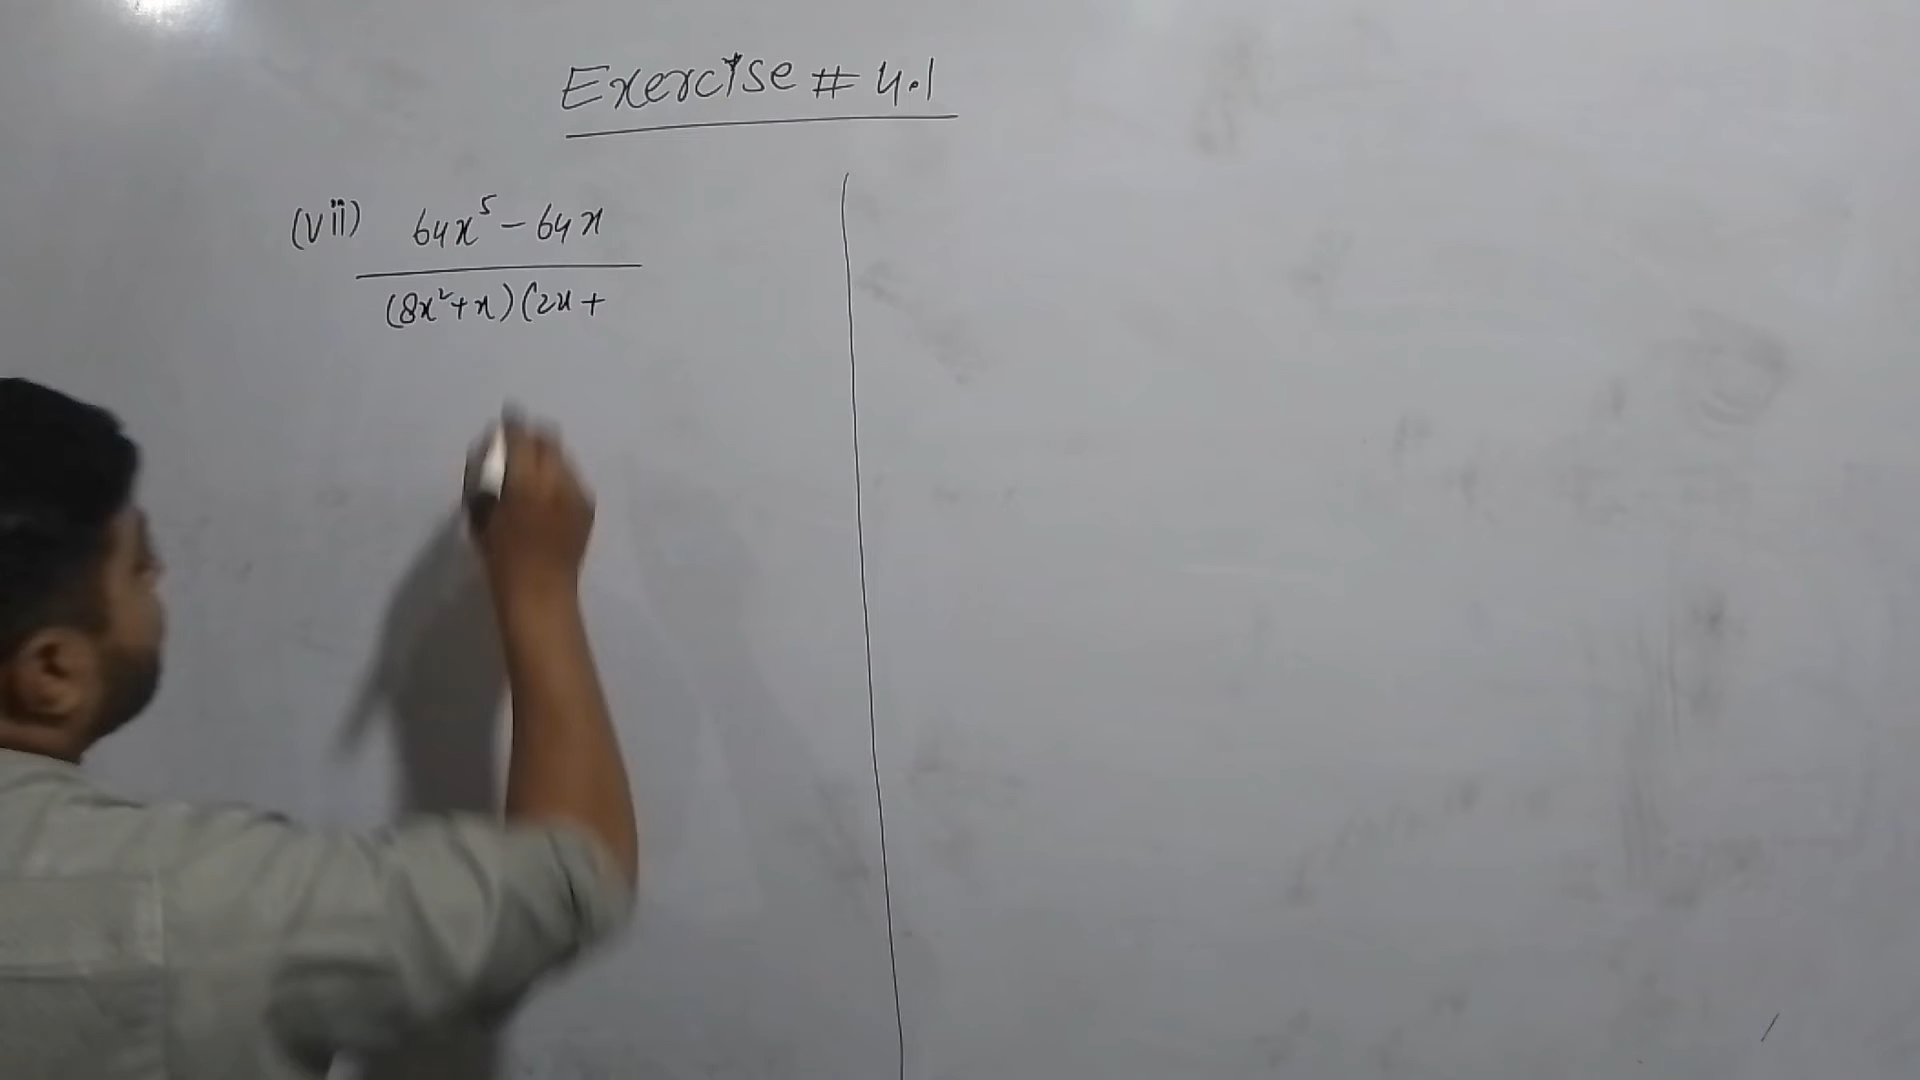 Exercise # 4.1
(vii) 64x⁵ - 64x
(8x²+x)(2x+